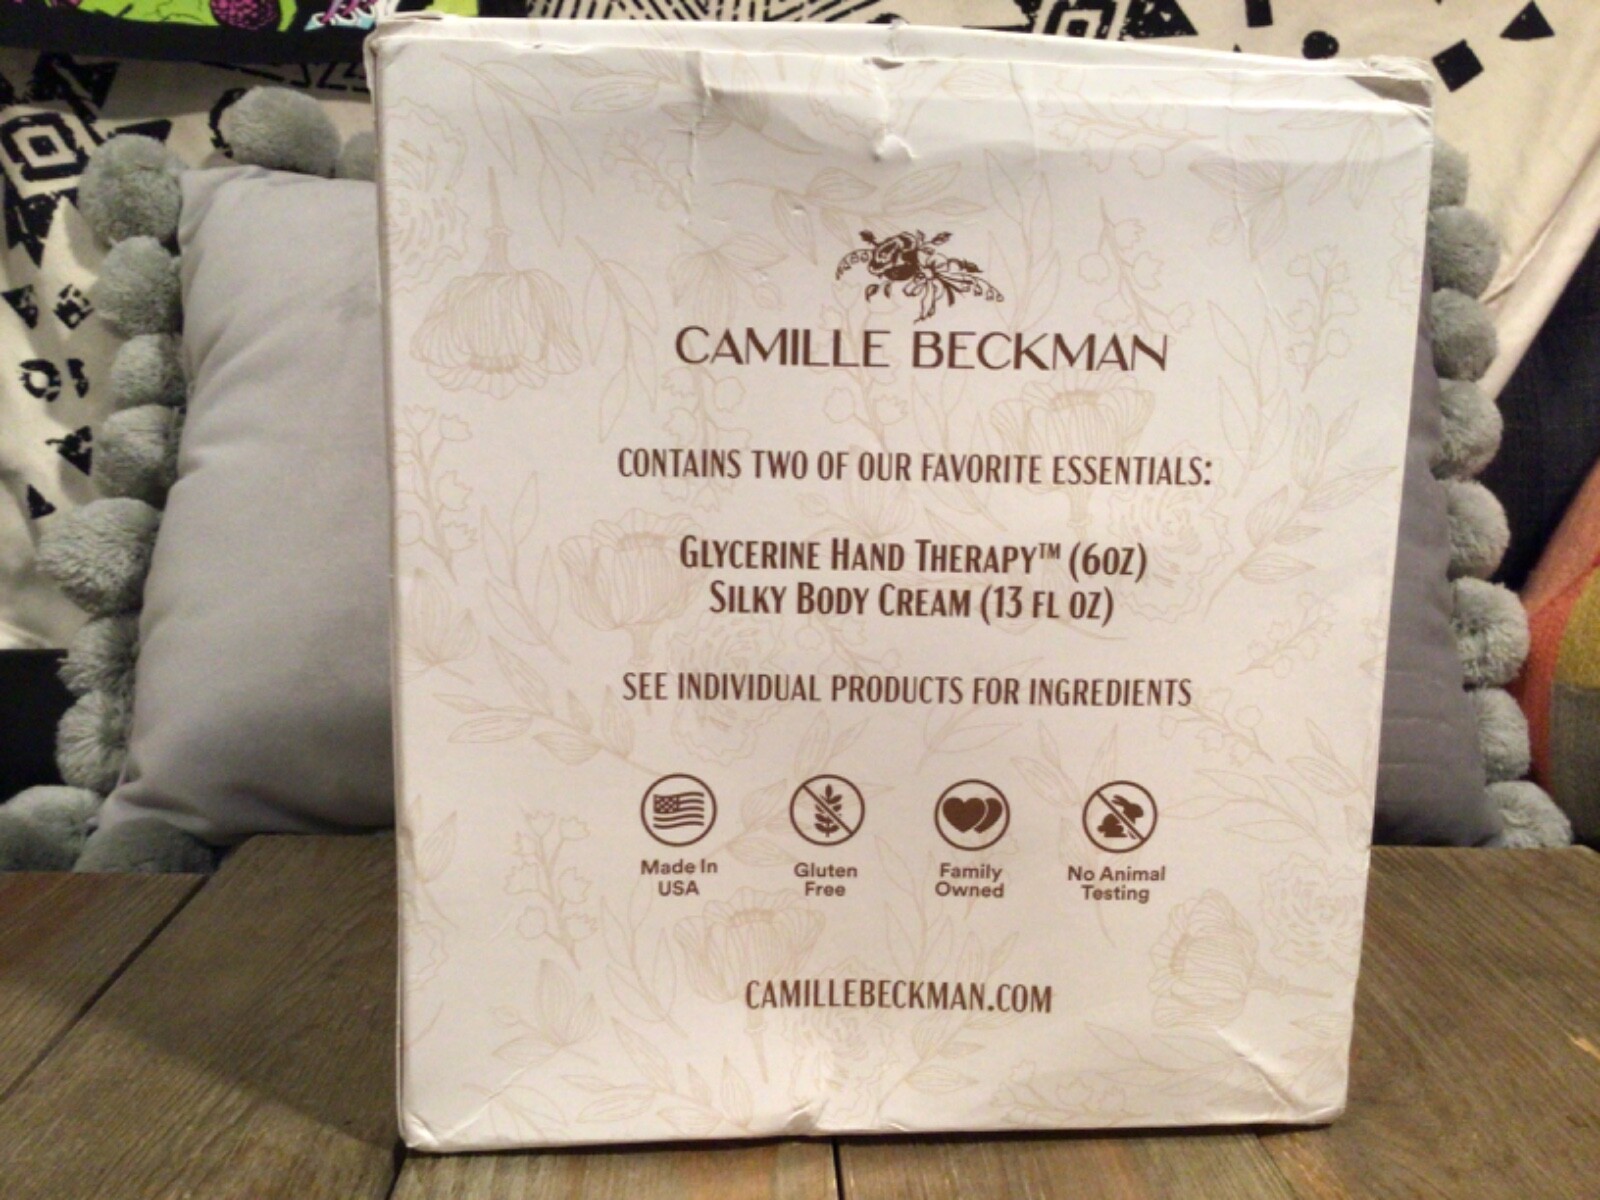 CAMILLE BECKMAN
CONTAINS TWO OF OUR FAVORITE ESSENTIALS:
GLYCERINE HAND THERAPY™ (6OZ)
SILKY BODY CREAM (13 FL OZ)
SEE INDIVIDUAL PRODUCTS FOR INGREDIENTS
Made In
USA
Gluten
Free
Family
Owned
No Animal
Testing
CAMILLEBECKMAN.COM